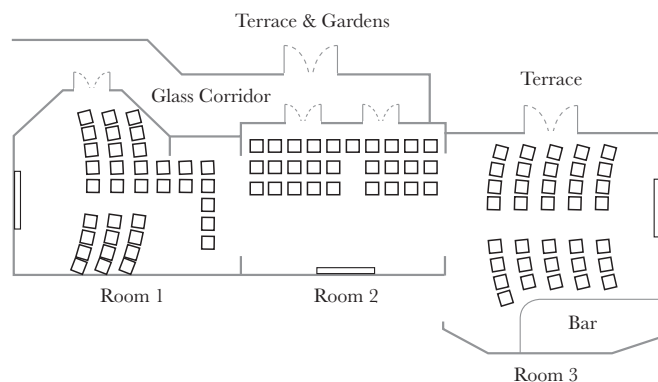 Terrace & Gardens
Terrace
Glass Corridor
Room 1
Room 2
Bar
Room 3